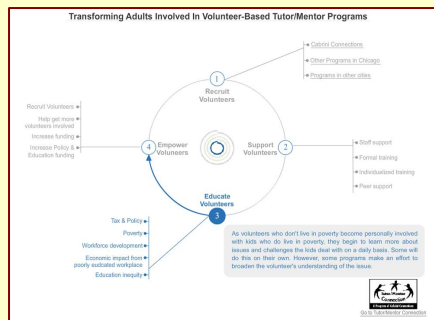 Transforming Adults Involved In Volunteer-Based Tutor/Mentor Programs
1
Recruit
Volunteers
Cabrini Connections
Other Programs in Chicago
Programs in other cities
2
Support
Volunteers
Staff support
Formal training
Individualized training
Peer support
Educate
Volunteers
3
Tax & Policy
Poverty
Workforce development
Economic impact from
poorly eudcated workplace
Education inequity
4
Empower
Voluneers
Recruit Volunteers
Help get more
volunteers involved
Increase funding
Increase Policy &
Education funding
As volunteers who don't live in poverty become personally involved
with kids who do live in poverty, they begin to learn more about
issues and challenges the kids deal with on a daily basis. Some will
do this on their own. However, some programs make an effort to
broaden the volunteer's understanding of the issue.
Tutor/Mentor
Connection
Go to Tutor/Mentor Connection